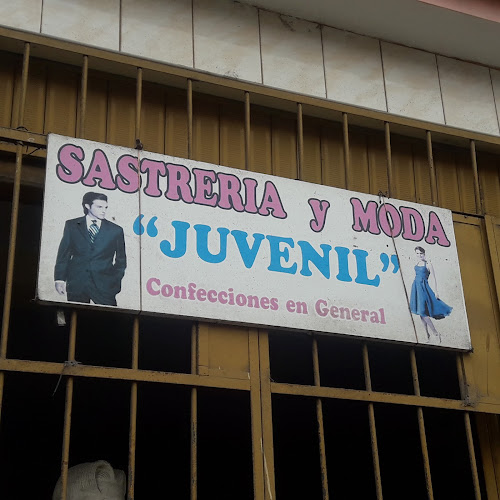 SASTRERIA Y MODA
“JUVENIL”
Confecciones en General